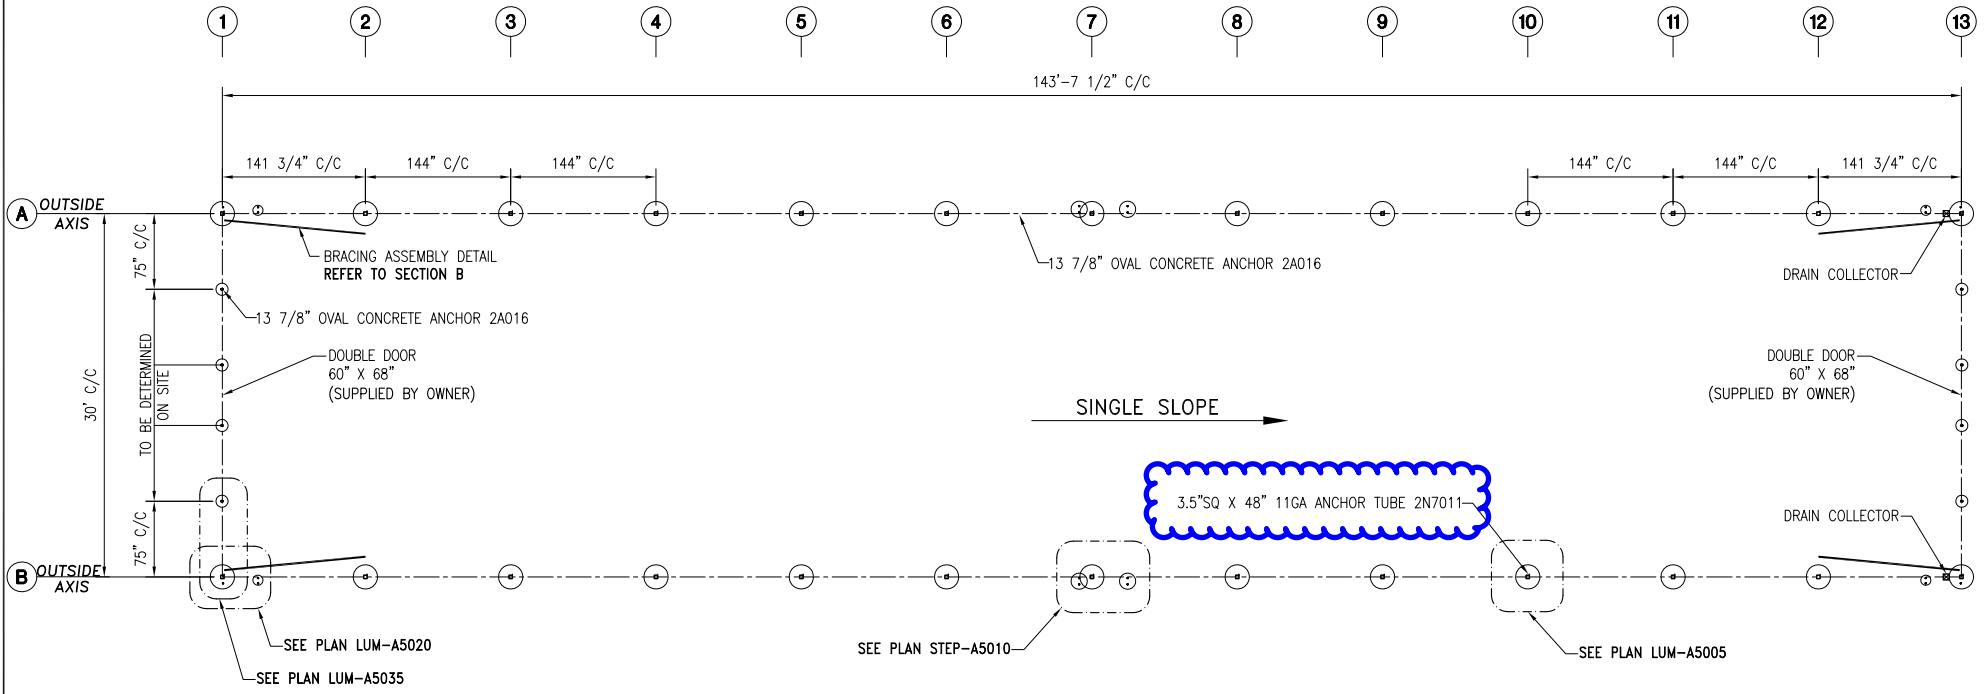 1 2 3 4 5 6 7 8 9 10 11 12 13
143'-7 1/2" C/C
141 3/4" C/C 144" C/C 144" C/C 144" C/C 144" C/C 141 3/4" C/C
A
OUTSIDE
AXIS
75" C/C
BRACING ASSEMBLY DETAIL
REFER TO SECTION B
13 7/8" OVAL CONCRETE ANCHOR 2A016
DRAIN COLLECTOR
13 7/8" OVAL CONCRETE ANCHOR 2A016
30' C/C
TO BE DETERMINED
ON SITE
DOUBLE DOOR
60" X 68"
(SUPPLIED BY OWNER)
DOUBLE DOOR
60" X 68"
(SUPPLIED BY OWNER)
SINGLE SLOPE
3.5"SQ X 48" 11GA ANCHOR TUBE 2N7011
DRAIN COLLECTOR
75" C/C
B
OUTSIDE
AXIS
SEE PLAN LUM-A5020
SEE PLAN STEP-A5010
SEE PLAN LUM-A5005
SEE PLAN LUM-A5035